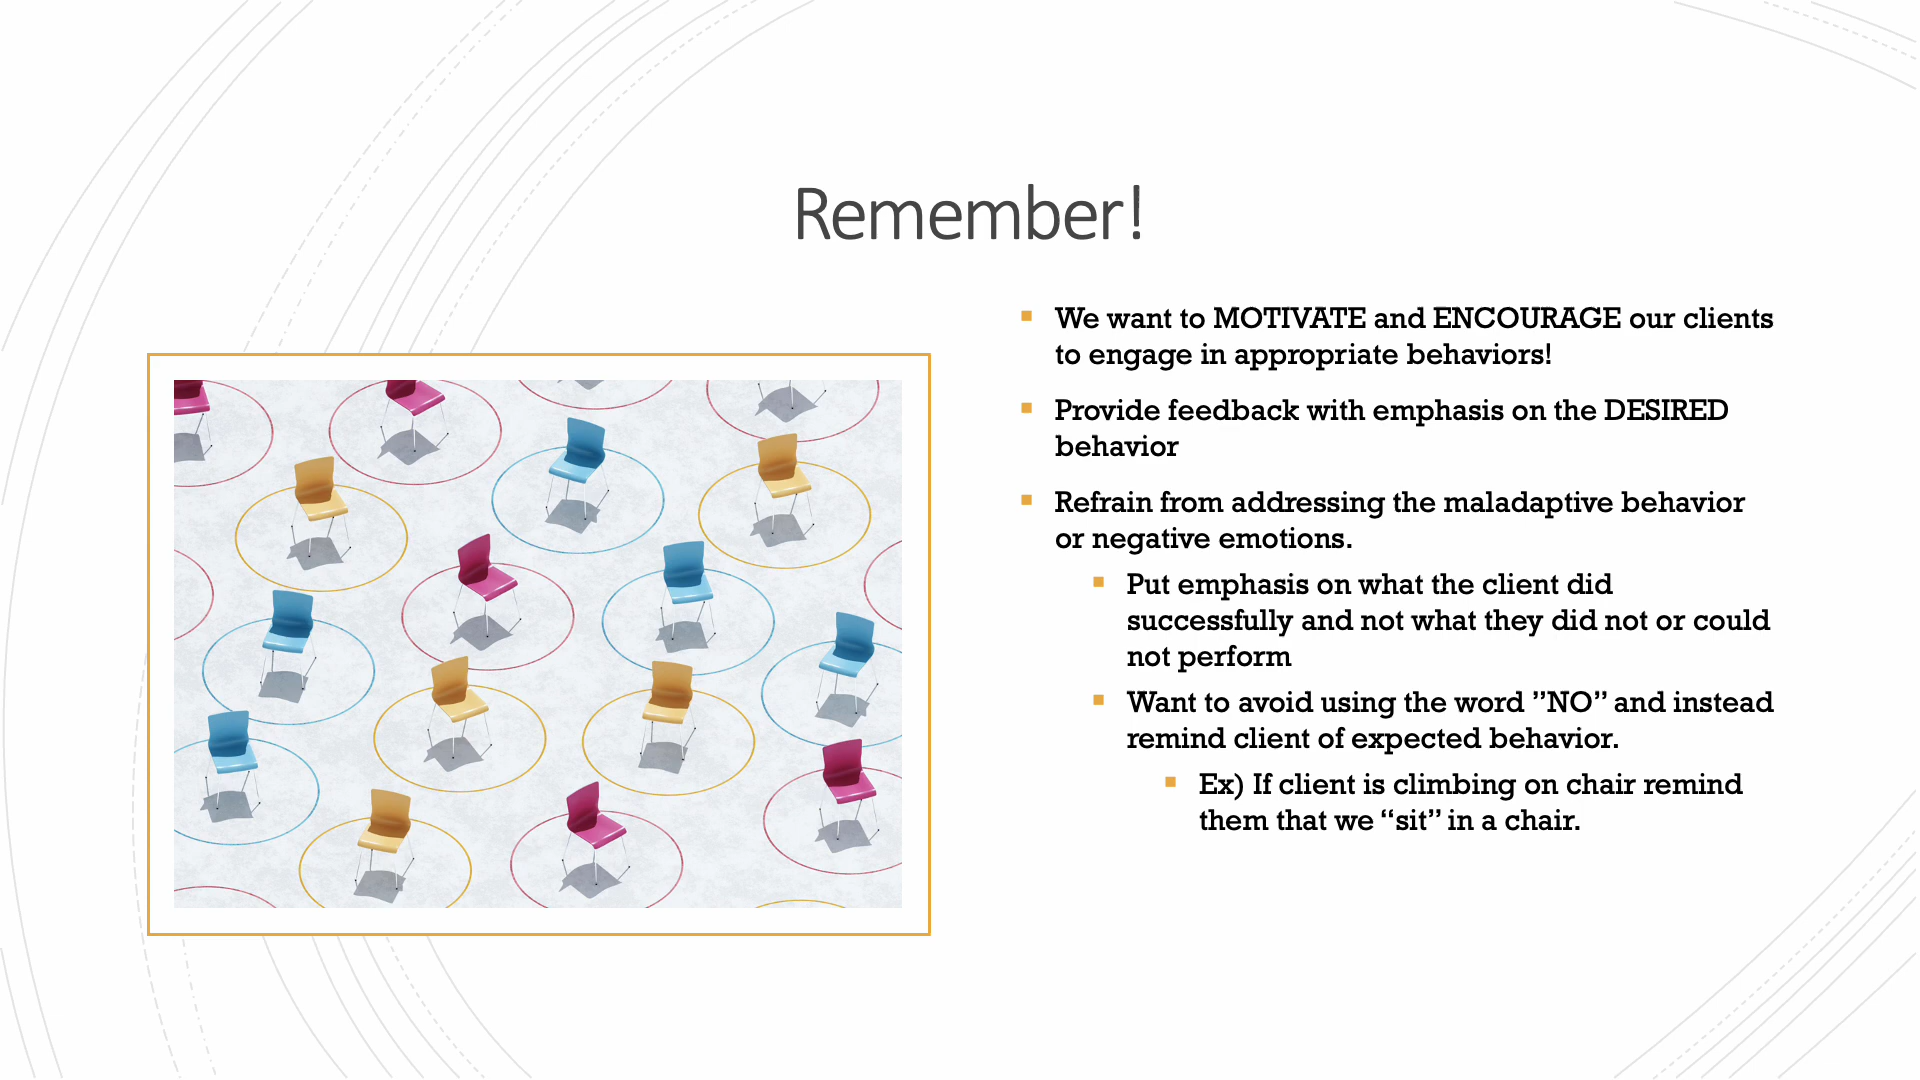 Remember!
We want to MOTIVATE and ENCOURAGE our clients
to engage in appropriate behaviors!
Provide feedback with emphasis on the DESIRED
behavior
Refrain from addressing the maladaptive behavior
or negative emotions.
Put emphasis on what the client did
successfully and not what they did not or could
not perform
Want to avoid using the word ”NO” and instead
remind client of expected behavior.
Ex) If client is climbing on chair remind
them that we “sit” in a chair.